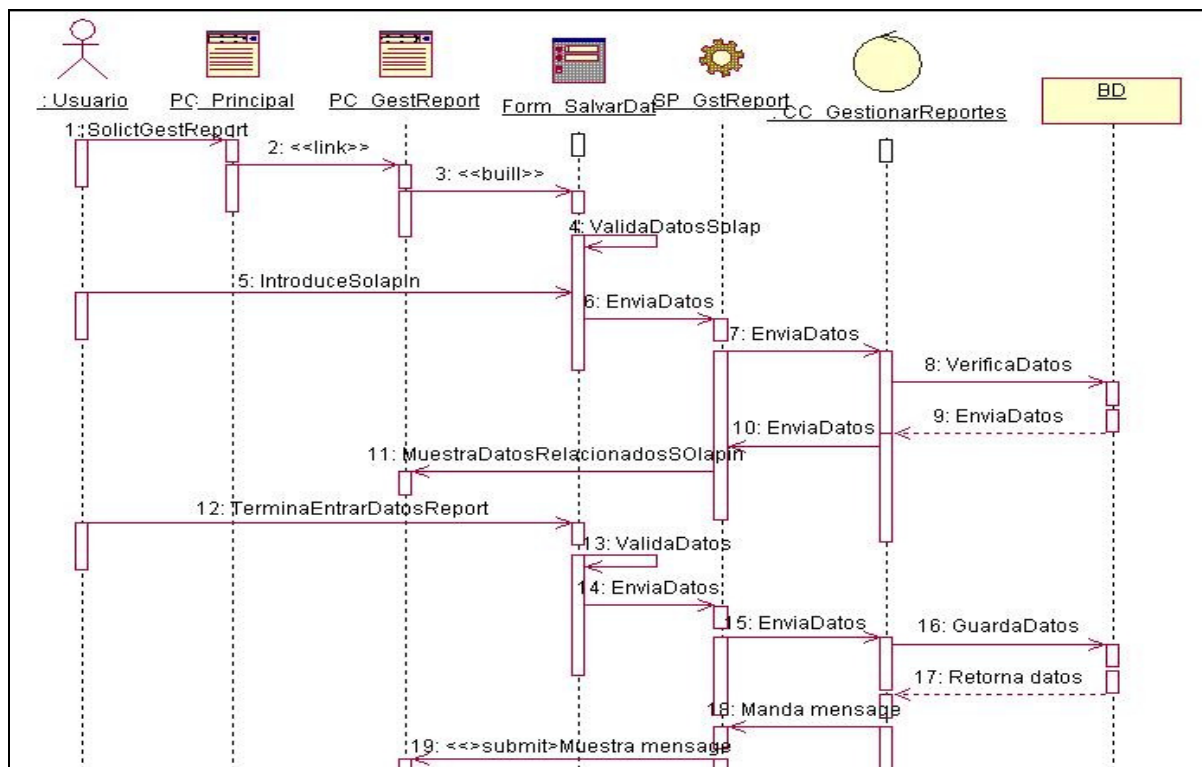 : Usuario
PC_Principal
PC_GestReport
Form_SalvarDat
SP_GstReport
: CC_GestionarReportes
BD
1: SolictGestReport
2: <<link>>
3: <<buill>>
4: ValidaDatosSolap
5: IntroduceSolapIn
6: EnviaDatos
7: EnviaDatos
8: VerificaDatos
9: EnviaDatos
10: EnviaDatos
11: MuestraDatosRelacionadosSOlapin
12: TerminaEntrarDatosReport
13: ValidaDatos
14: EnviaDatos
15: EnviaDatos
16: GuardaDatos
17: Retorna datos
18: Manda mensage
19: <<>submit>Muestra mensage